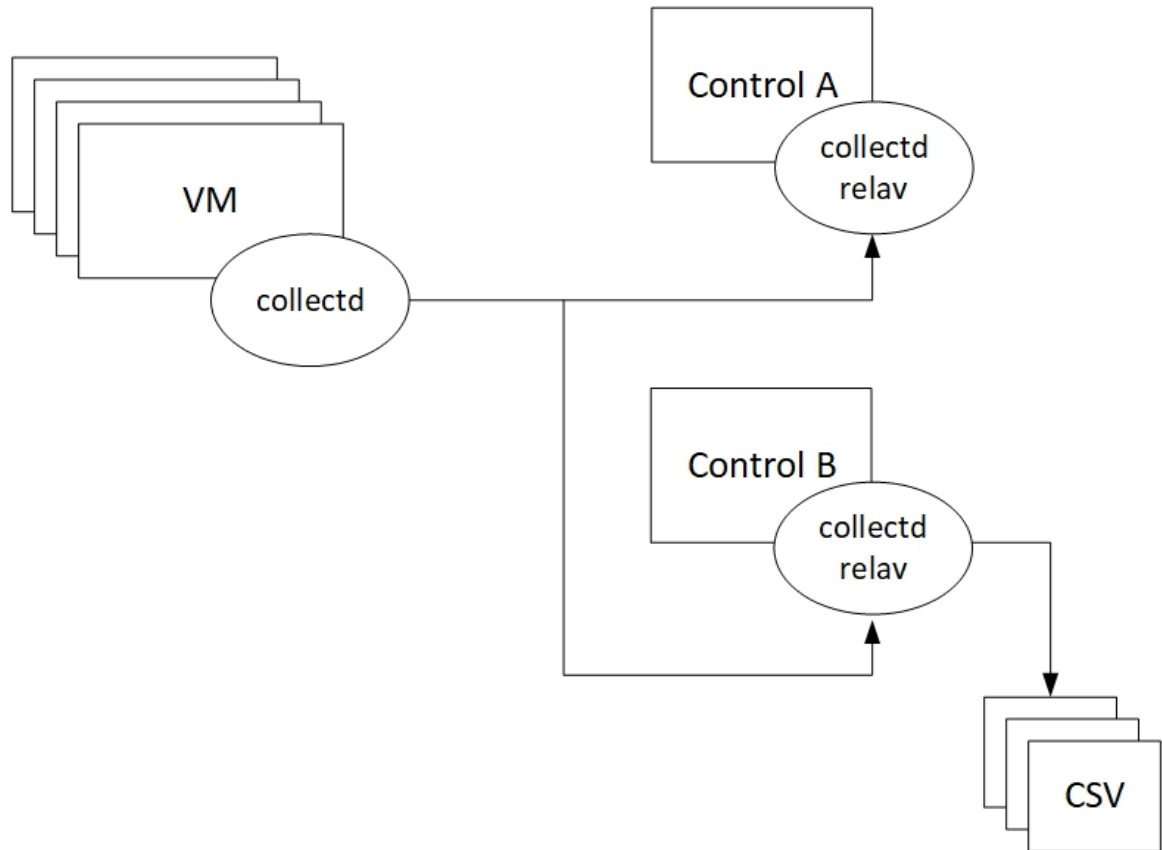 Control A
collectd
relav
VM
collectd
Control B
collectd
relav
CSV